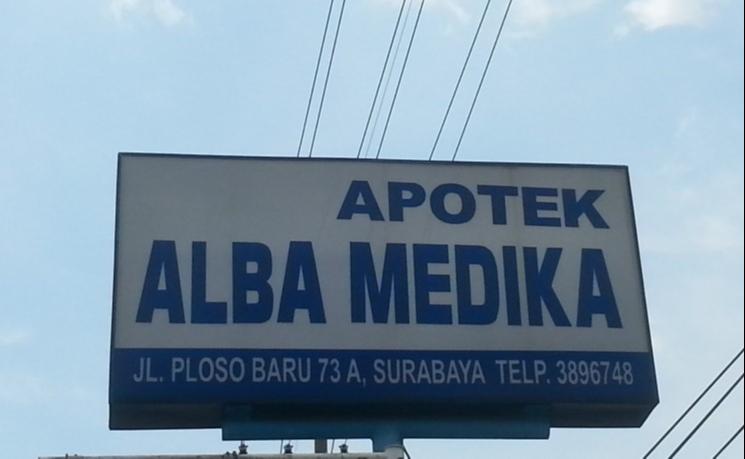 APOTEK
ALBA MEDIKA
JL. PLOSO BARU 73 A, SURABAYA TELP. 3896748